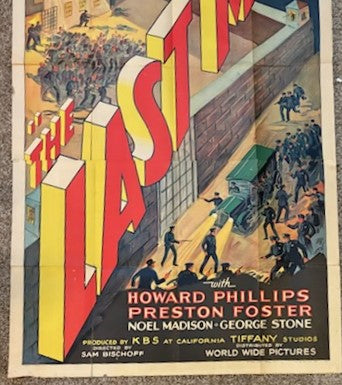 "THE
LAST M
with
HOWARD PHILLIPS
PRESTON FOSTER
NOEL MADISON - GEORGE STONE
PRODUCED BY KBS AT CALIFORNIA TIFFANY STUDIOS
DIRECTED BY SAM BISCHOFF
DISTRIBUTED BY WORLD WIDE PICTURES